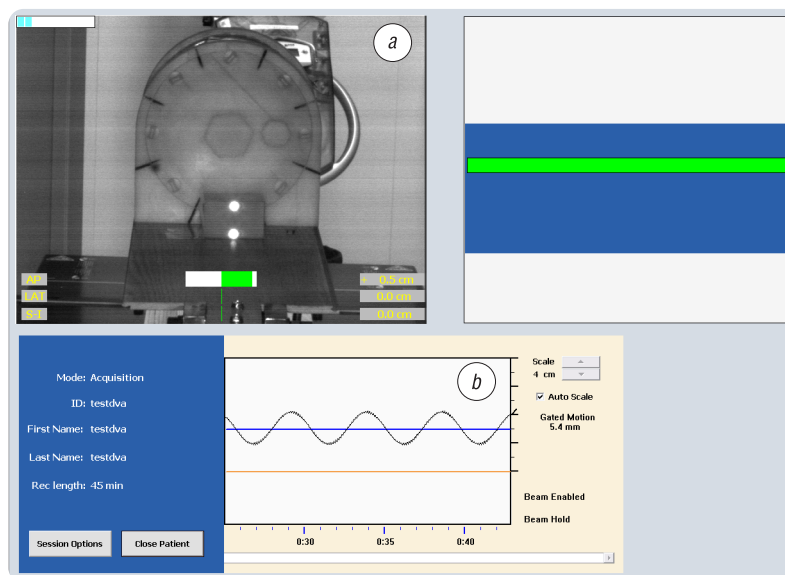 a
AP
+ 0.5 cm
LAT
0.0 cm
S-I
0.0 cm
Mode: Acquisition
ID: testdva
First Name: testdva
Last Name: testdva
Rec length: 45 min
Session Options
Close Patient
b
0:30
0:35
0:40
Scale
4 cm
Auto Scale
Gated Motion
5.4 mm
Beam Enabled
Beam Hold